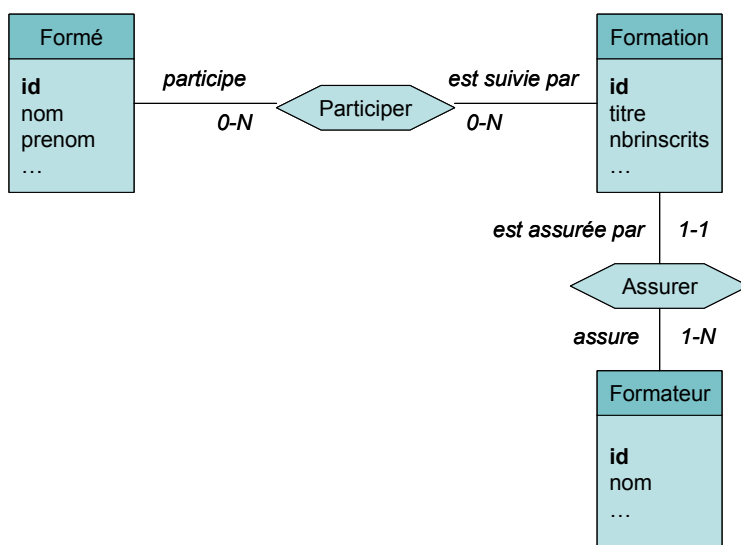 Formé
id
nom
prenom
…
participe
0-N
Participer
est suivie par
0-N
Formation
id
titre
nbrinscrits
…
est assurée par
1-1
Assurer
assure
1-N
Formateur
id
nom
…